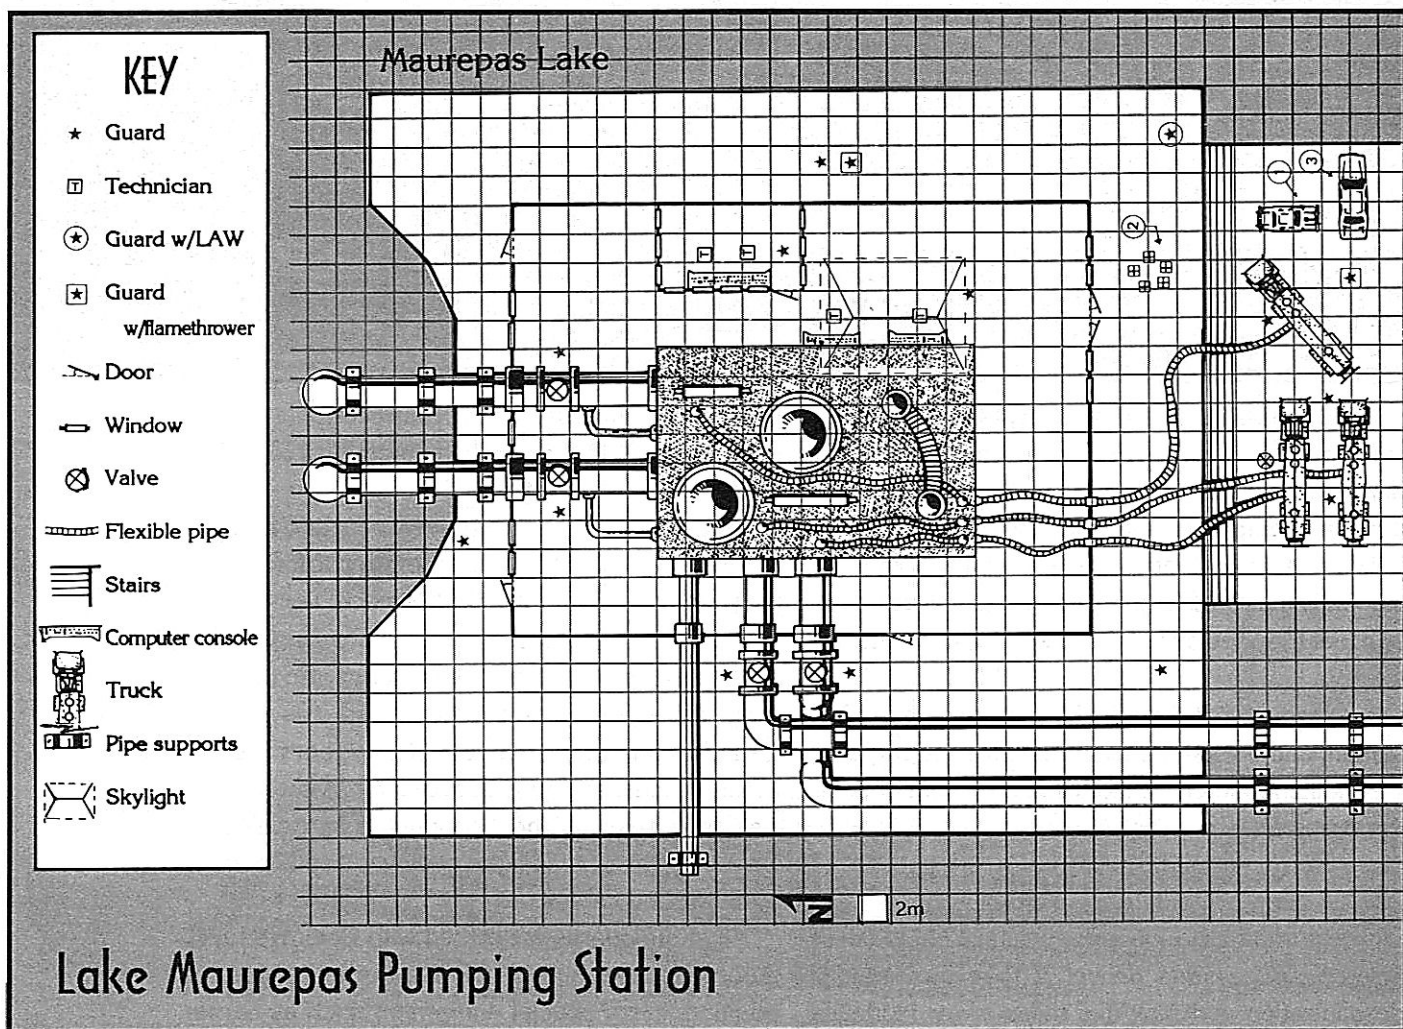 Maurepas Lake
KEY
Guard
T
Technician
Guard w/LAW
Guard
w/flamethrower
Door
Window
Valve
Flexible pipe
Stairs
Computer console
Truck
Pipe supports
Skylight
1
3
2
T
T
T
T
N
2m
Lake Maurepas Pumping Station